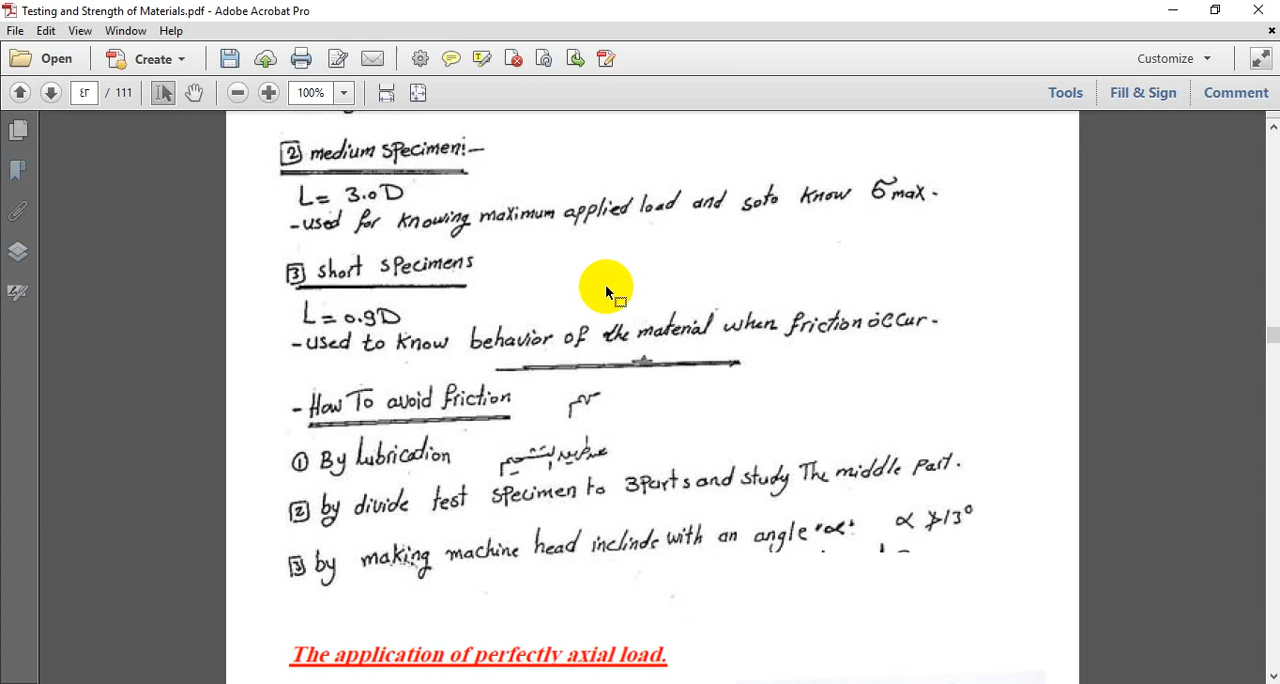 Testing and Strength of Materials.pdf - Adobe Acrobat Pro
File Edit View Window Help
Open Create Customize
٤٣ / 111 100% Tools Fill & Sign Comment
2 medium specimen:-
L= 3.0D
-used for knowing maximum applied load and soto know σmax.
3 short specimens
L=0.9D
-used to know behavior of the material when friction occur.
- How To avoid friction
① By lubrication عن طريق التشحيم
2 by divide test specimen to 3Parts and study The middle part.
3 by making machine head inclinde with an angle "α" α ≯13°
The application of perfectly axial load.